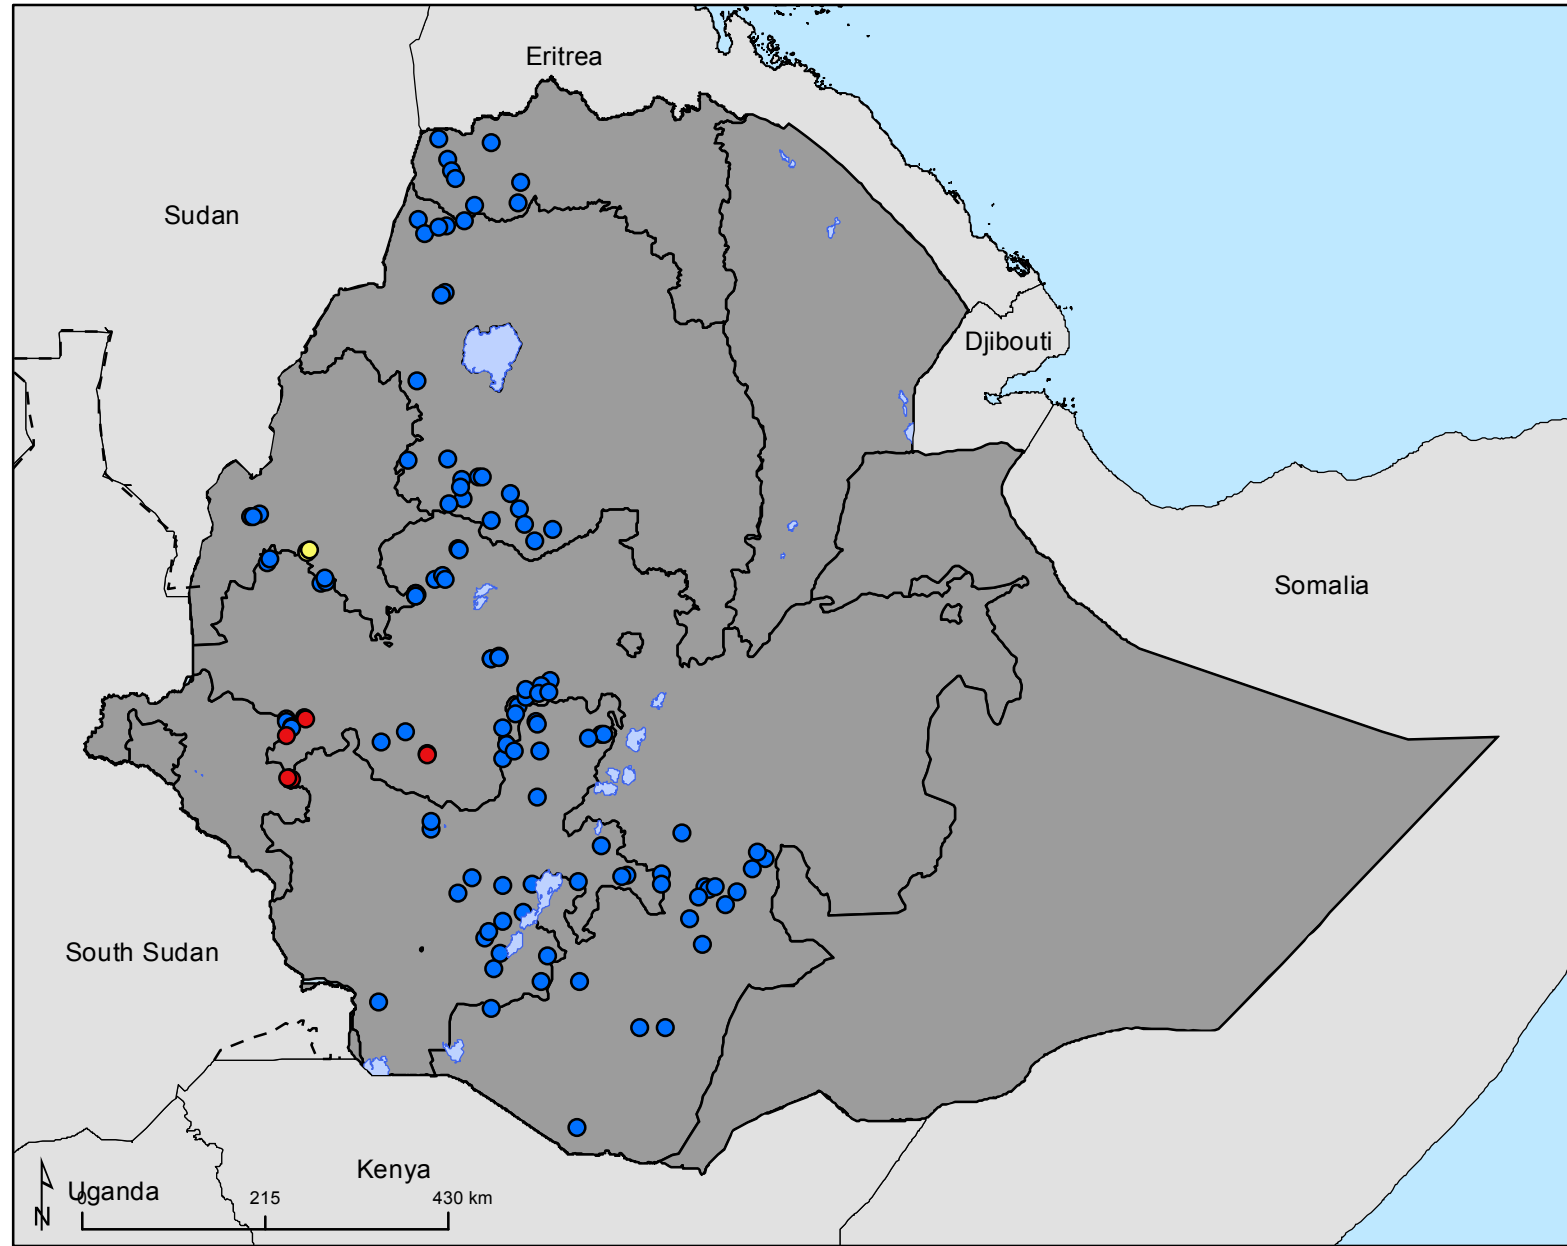 Eritrea
Sudan
Djibouti
Somalia
South Sudan
Kenya
Uganda
0 215 430 km
N